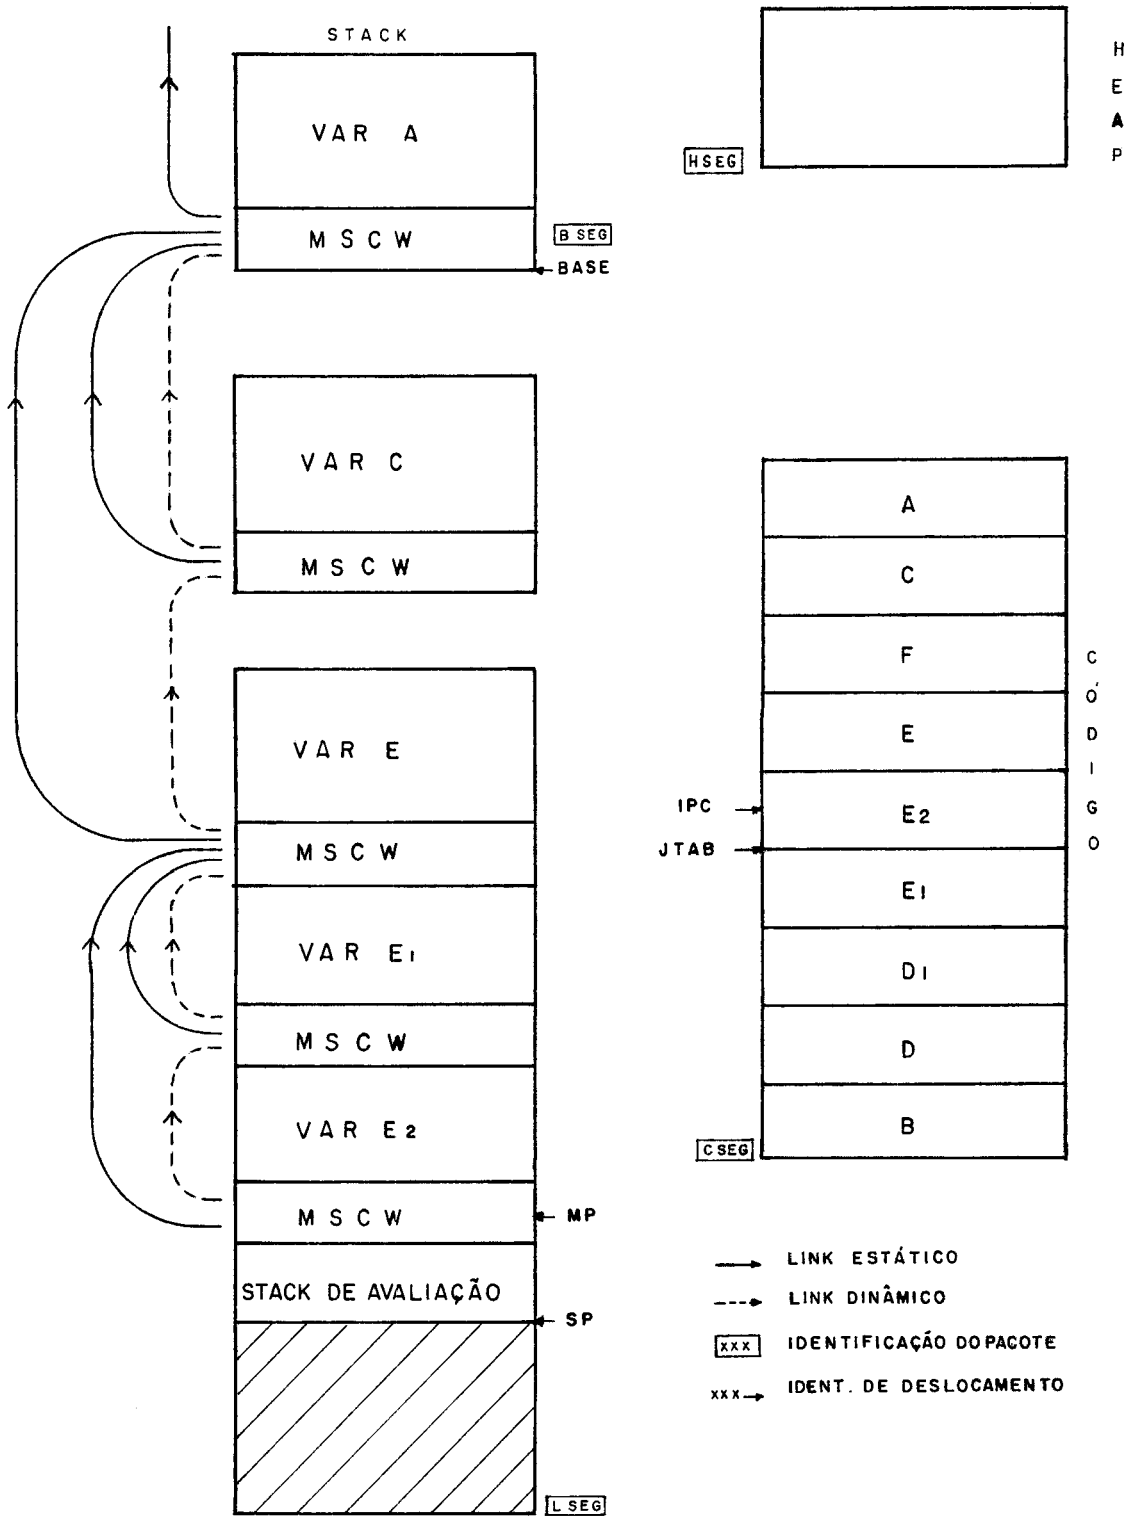 STACK
VAR A
MSCW
B SEG
BASE
VAR C
MSCW
VAR E
MSCW
VAR E1
MSCW
VAR E2
MSCW
MP
STACK DE AVALIAÇÃO
SP
L SEG
HEAP
HSEG
A
C
F
E
E2
E1
D1
D
B
CÓDIGO
IPC
JTAB
CSEG
LINK ESTÁTICO
LINK DINÂMICO
XXX IDENTIFICAÇÃO DO PACOTE
XXX IDENT. DE DESLOCAMENTO